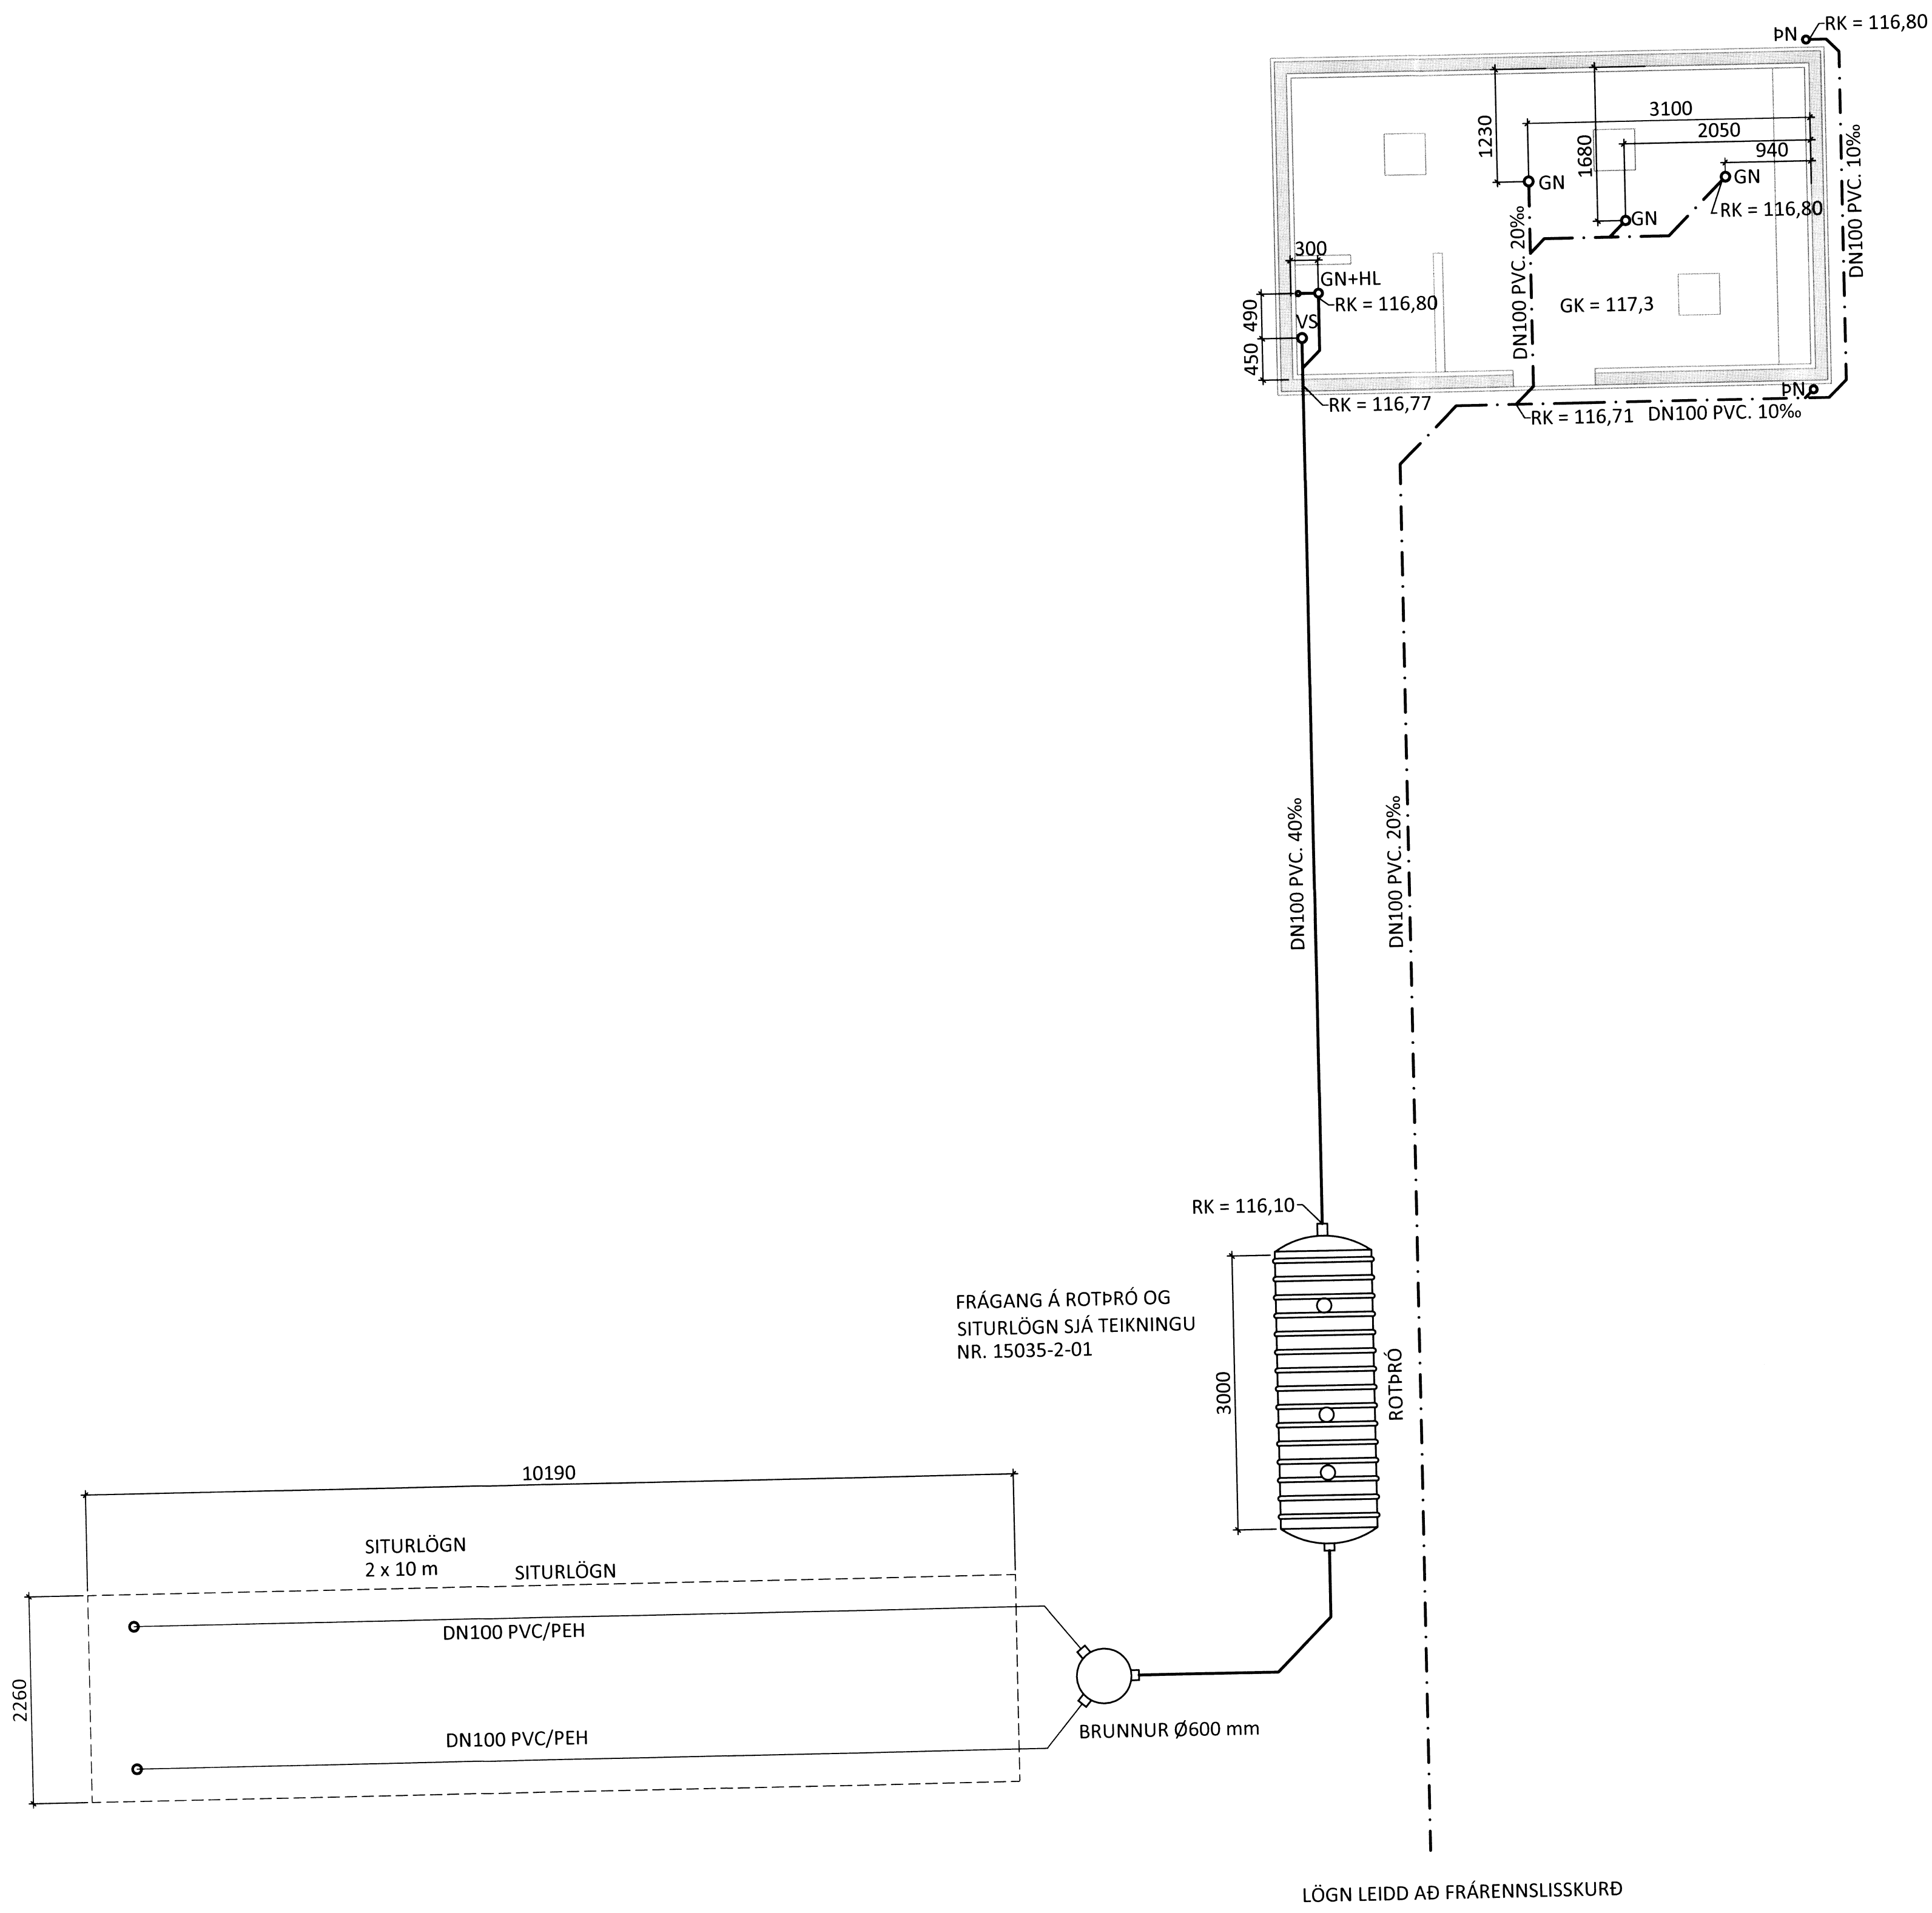 ÞN
RK = 116,80
3100
1230
2050
1680
940
GN
GN
RK = 116,80
GN
DN100 PVC. 10‰
DN100 PVC. 20‰
300
GN+HL
RK = 116,80
GK = 117,3
490
VS
450
RK = 116,77
ÞN
RK = 116,71
DN100 PVC. 10‰
DN100 PVC. 40‰
DN100 PVC. 20‰
RK = 116,10
FRÁGANG Á ROTÞRÓ OG
SITURLÖGN SJÁ TEIKNINGU
NR. 15035-2-01
3000
ROTÞRÓ
10190
SITURLÖGN
2 x 10 m
SITURLÖGN
DN100 PVC/PEH
2260
DN100 PVC/PEH
BRUNNUR Ø600 mm
LÖGN LEIDD AÐ FRÁRENNSLISSKURÐ